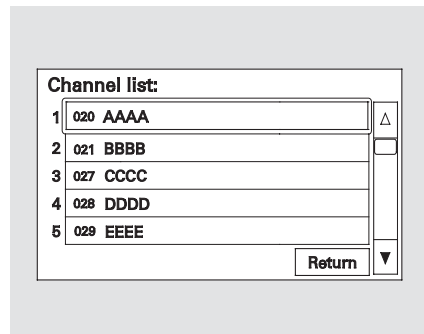 Channel list:
1 020 AAAA
2 021 BBBB
3 027 CCCC
4 028 DDDD
5 029 EEEE
Return